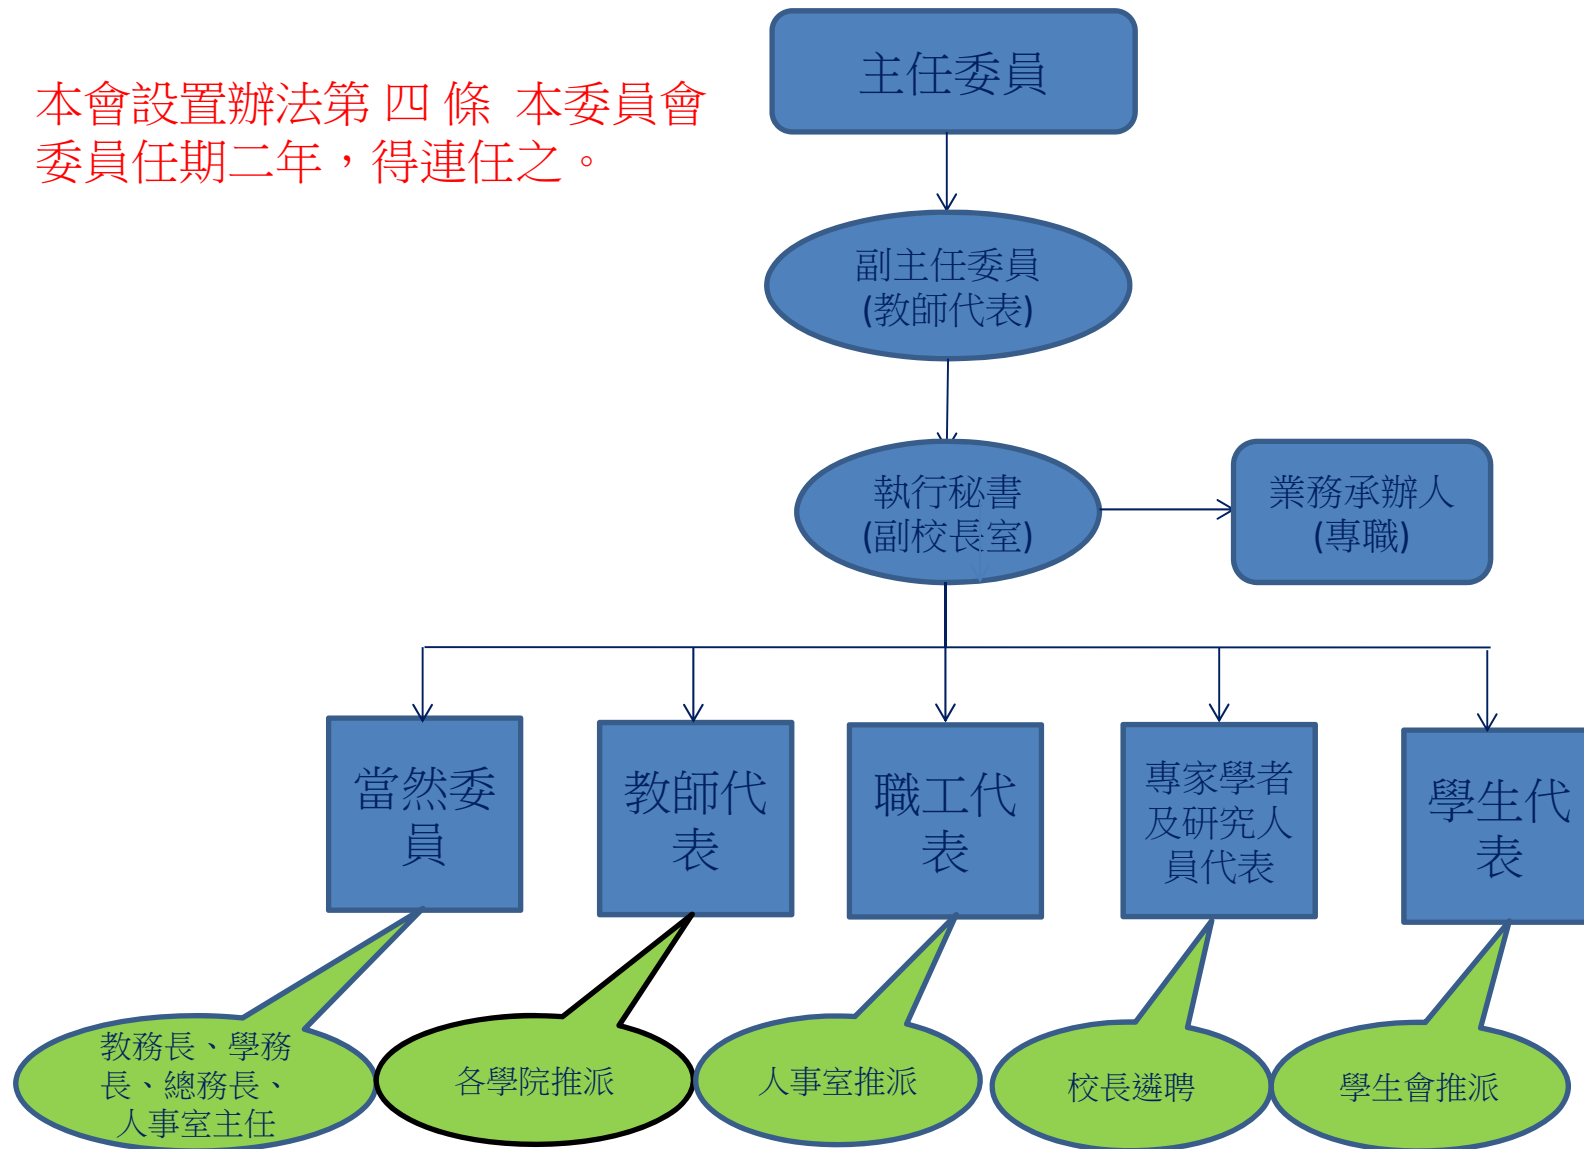 主任委員
本會設置辦法第 四 條 本委員會
委員任期二年，得連任之。
副主任委員
(教師代表)
執行秘書
(副校長室)
業務承辦人
(專職)
當然委
員
教師代
表
職工代
表
專家學者
及研究人
員代表
學生代
表
教務長、學務
長、總務長、
人事室主任
各學院推派
人事室推派
校長遴聘
學生會推派